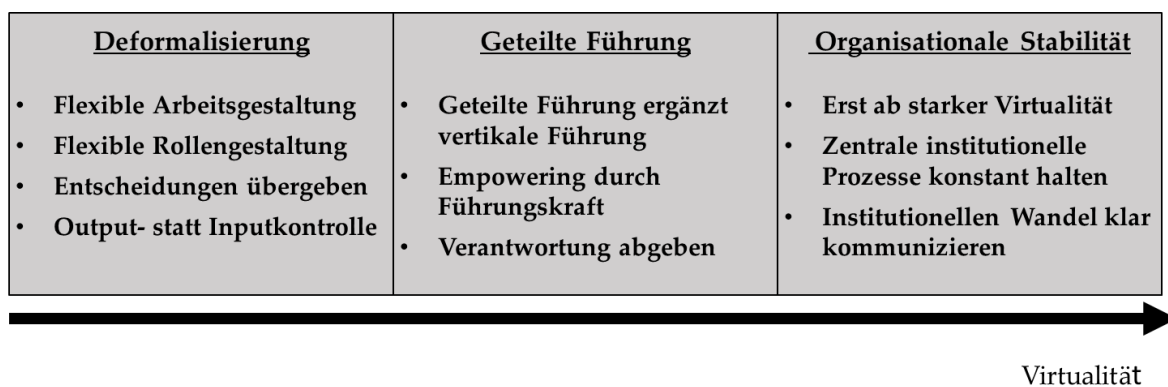 Deformalisierung
• Flexible Arbeitsgestaltung
• Flexible Rollengestaltung
• Entscheidungen übergeben
• Output- statt Inputkontrolle
Geteilte Führung
• Geteilte Führung ergänzt
vertikale Führung
• Empowering durch
Führungskraft
• Verantwortung abgeben
Organisationale Stabilität
• Erst ab starker Virtualität
• Zentrale institutionelle
Prozesse konstant halten
• Institutionellen Wandel klar
kommunizieren
Virtualität